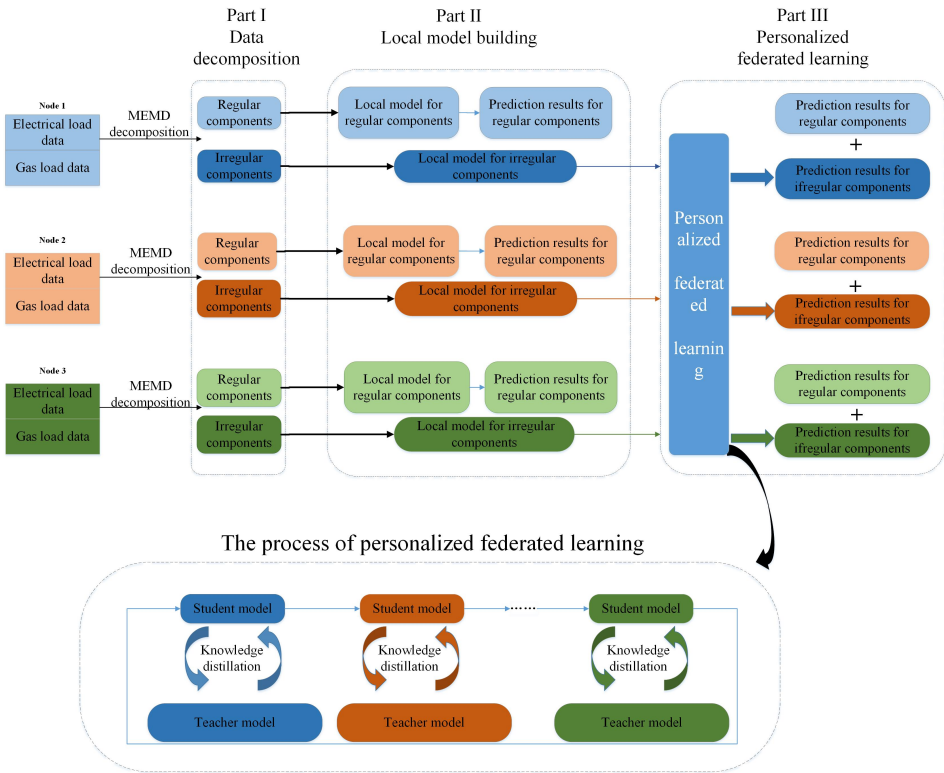 Part I
Data
decomposition
Part II
Local model building
Part III
Personalized
federated learning
Node 1
Electrical load
data
Gas load data
MEMD
decomposition
Regular
components
Irregular
components
Local model for
regular components
Prediction results for
regular components
Local model for irregular
components
Prediction results for
regular components
+
Prediction results for
ifregular components
Node 2
Electrical load
data
Gas load data
MEMD
decomposition
Regular
components
Irregular
components
Local model for
regular components
Prediction results for
regular components
Local model for irregular
components
Prediction results for
regular components
+
Prediction results for
ifregular components
Node 3
Electrical load
data
Gas load data
MEMD
decomposition
Regular
components
Irregular
components
Local model for
regular components
Prediction results for
regular components
Local model for irregular
components
Prediction results for
regular components
+
Prediction results for
ifregular components
Person
alized
federat
ed
learnin
g
The process of personalized federated learning
Student model
Student model
······
Student model
Knowledge
distillation
Knowledge
distillation
Knowledge
distillation
Teacher model
Teacher model
Teacher model